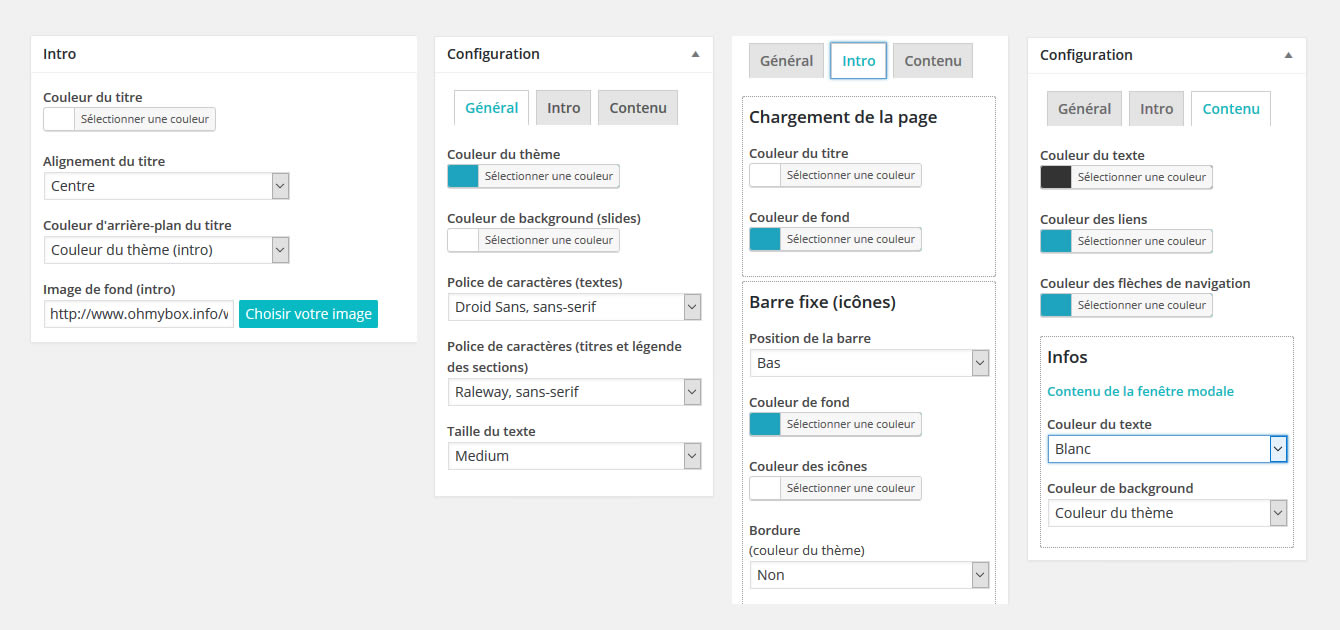 Intro
Couleur du titre
Sélectionner une couleur
Alignement du titre
Centre
Couleur d'arrière-plan du titre
Couleur du thème (intro)
Image de fond (intro)
http://www.ohmybox.info/w Choisir votre image
Configuration
Général Intro Contenu
Couleur du thème
Sélectionner une couleur
Couleur de background (slides)
Sélectionner une couleur
Police de caractères (textes)
Droid Sans, sans-serif
Police de caractères (titres et légende
des sections)
Raleway, sans-serif
Taille du texte
Medium
Général Intro Contenu
Chargement de la page
Couleur du titre
Sélectionner une couleur
Couleur de fond
Sélectionner une couleur
Barre fixe (icônes)
Position de la barre
Bas
Couleur de fond
Sélectionner une couleur
Couleur des icônes
Sélectionner une couleur
Bordure
(couleur du thème)
Non
Configuration
Général Intro Contenu
Couleur du texte
Sélectionner une couleur
Couleur des liens
Sélectionner une couleur
Couleur des flèches de navigation
Sélectionner une couleur
Infos
Contenu de la fenêtre modale
Couleur du texte
Blanc
Couleur de background
Couleur du thème